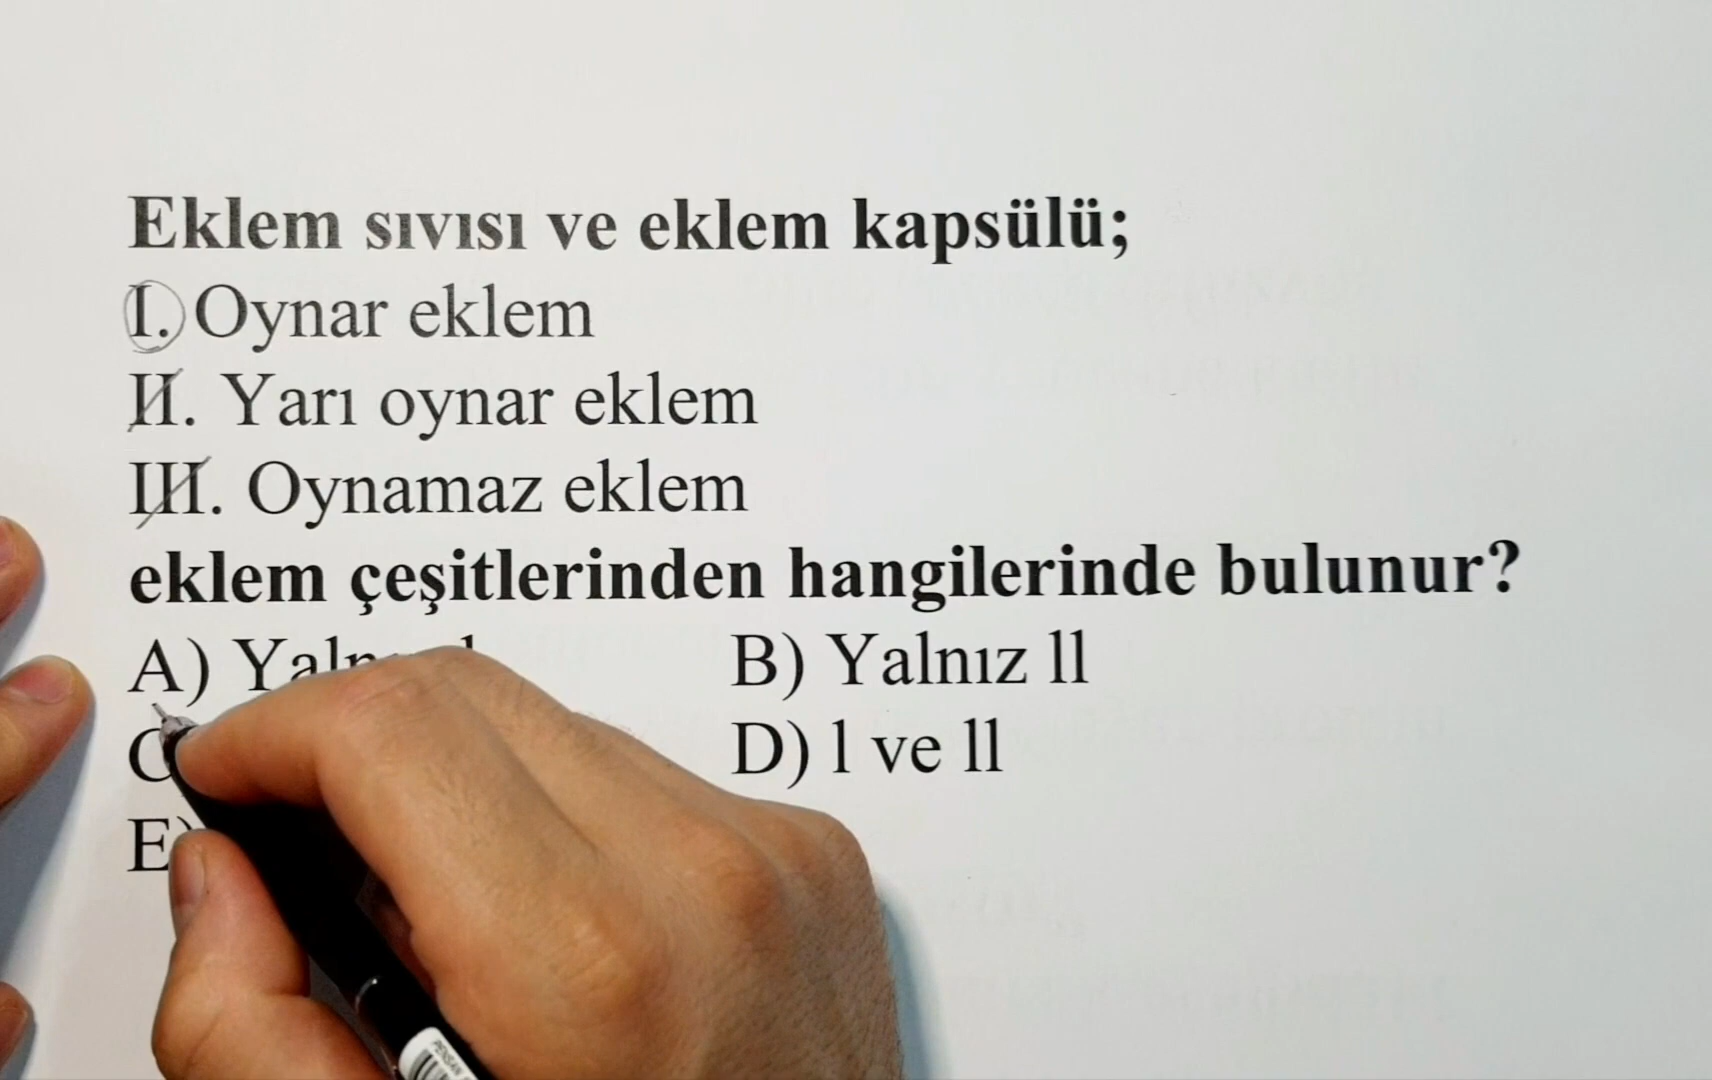 Eklem sıvısı ve eklem kapsülü;
I. Oynar eklem
II. Yarı oynar eklem
III. Oynamaz eklem
eklem çeşitlerinden hangilerinde bulunur?
A) B) Yalnız ll
D) l ve ll
E)
PENSAN